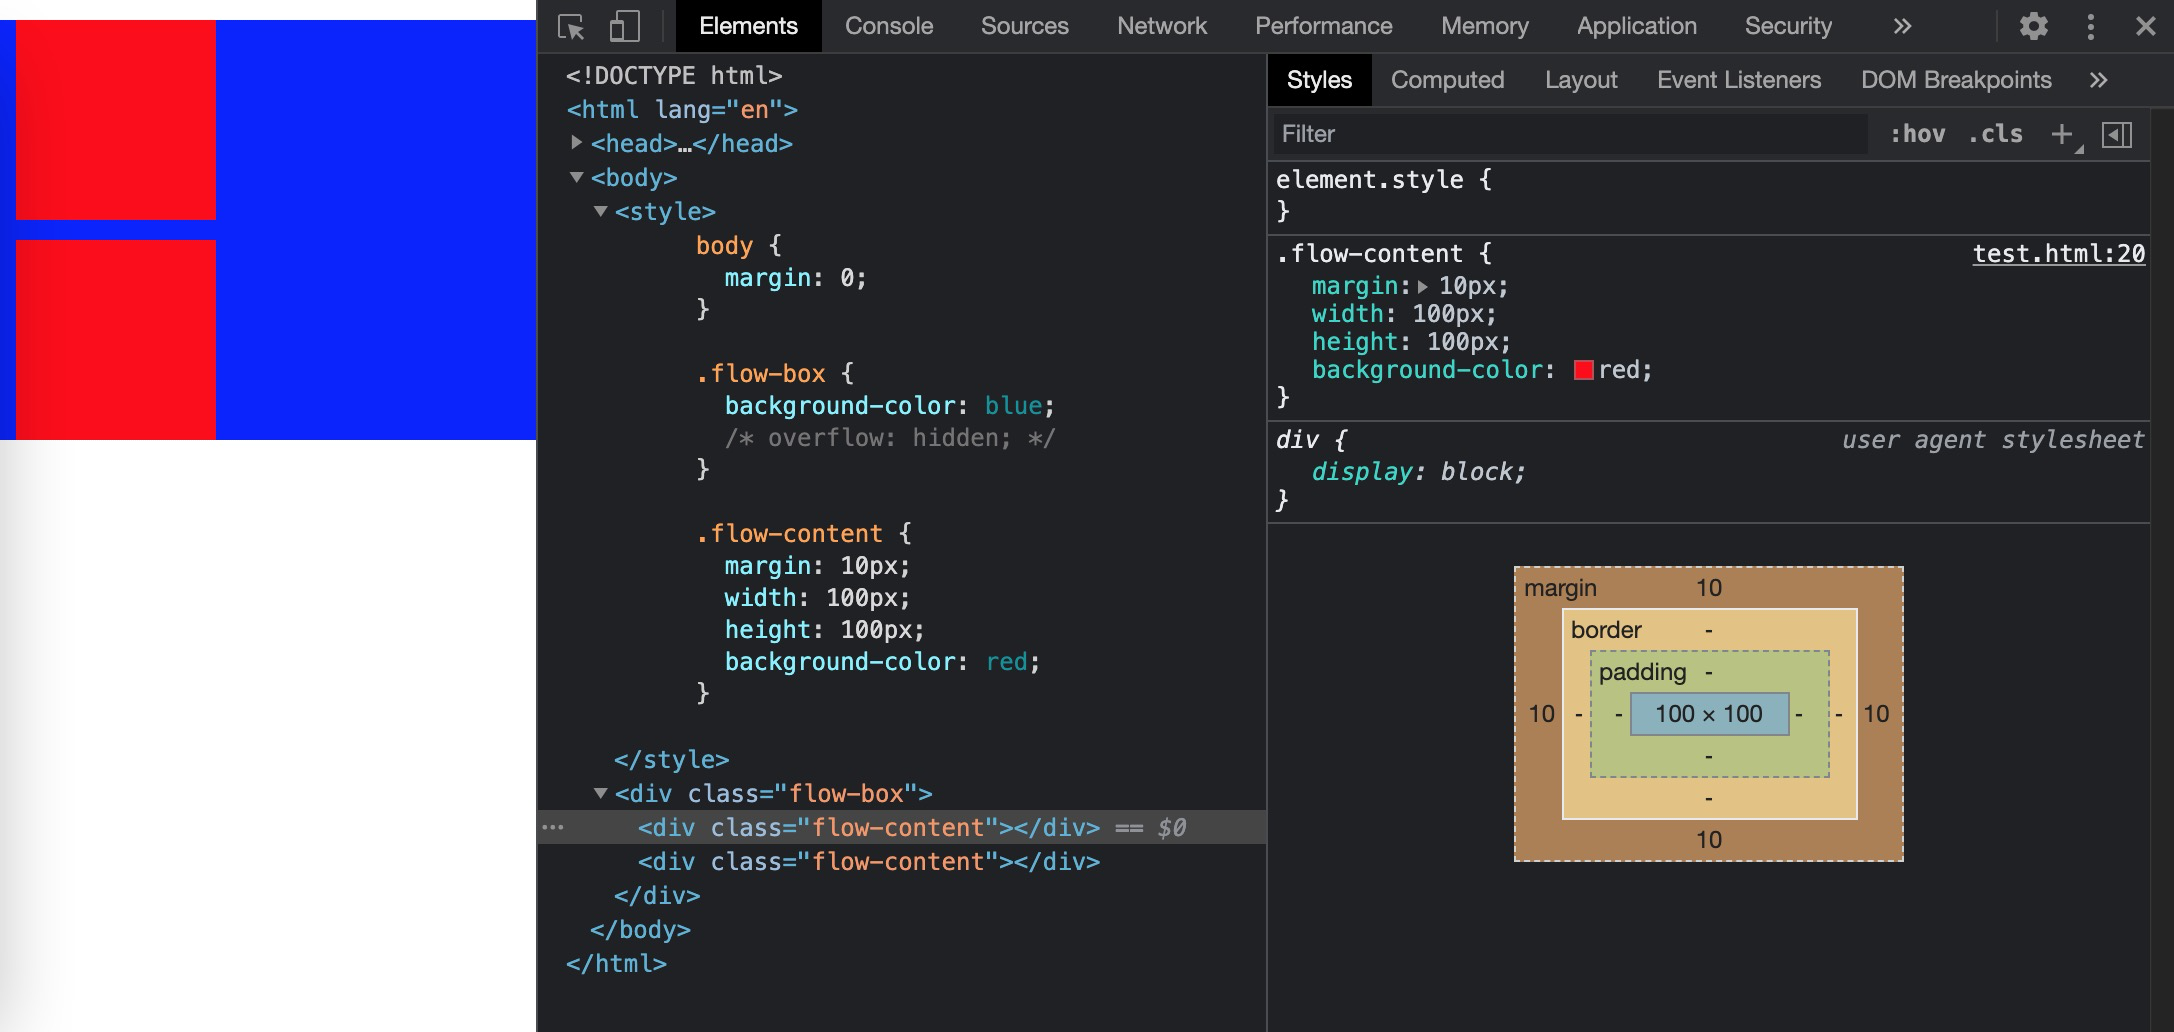 Elements Console Sources Network Performance Memory Application Security »
<!DOCTYPE html>
<html lang="en">
<head>…</head>
<body>
<style>
body {
margin: 0;
}
.flow-box {
background-color: blue;
/* overflow: hidden; */
}
.flow-content {
margin: 10px;
width: 100px;
height: 100px;
background-color: red;
}
</style>
<div class="flow-box">
<div class="flow-content"></div> == $0
<div class="flow-content"></div>
</div>
</body>
</html>
Styles Computed Layout Event Listeners DOM Breakpoints »
Filter :hov .cls +
element.style {
}
.flow-content { test.html:20
margin: 10px;
width: 100px;
height: 100px;
background-color: red;
}
div { user agent stylesheet
display: block;
}
margin 10
border -
padding -
10 - - 100 × 100 - - 10
-
-
10